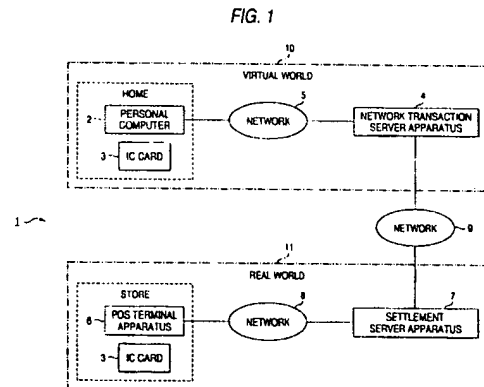 FIG. 1
10
VIRTUAL WORLD
HOME
2
PERSONAL
COMPUTER
3
IC CARD
5
NETWORK
4
NETWORK TRANSACTION
SERVER APPARATUS
1
NETWORK
9
11
REAL WORLD
STORE
6
POS TERMINAL
APPARATUS
3
IC CARD
8
NETWORK
7
SETTLEMENT
SERVER APPARATUS